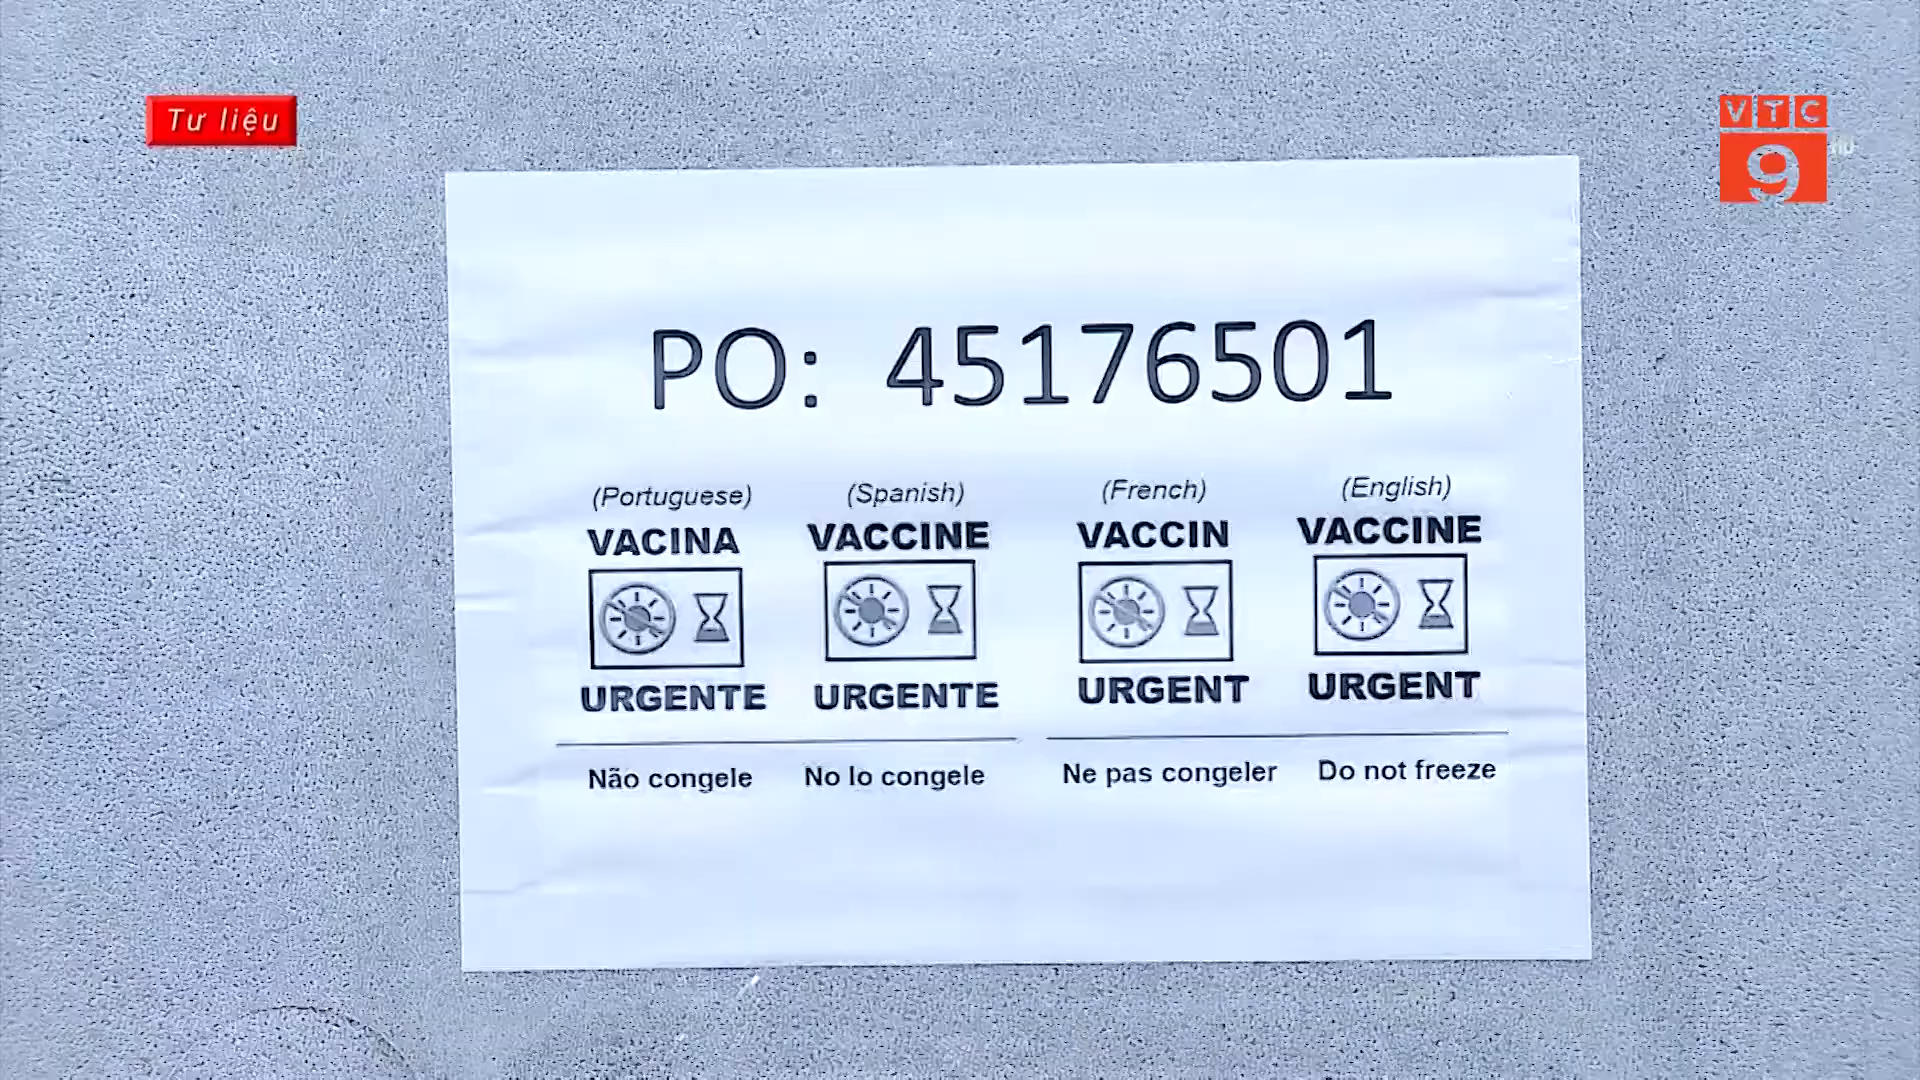 Tư liệu
VTC
9
HD
PO: 45176501
(Portuguese) (Spanish) (French) (English)
VACINA VACCINE VACCIN VACCINE
URGENTE URGENTE URGENT URGENT
Não congele No lo congele Ne pas congeler Do not freeze